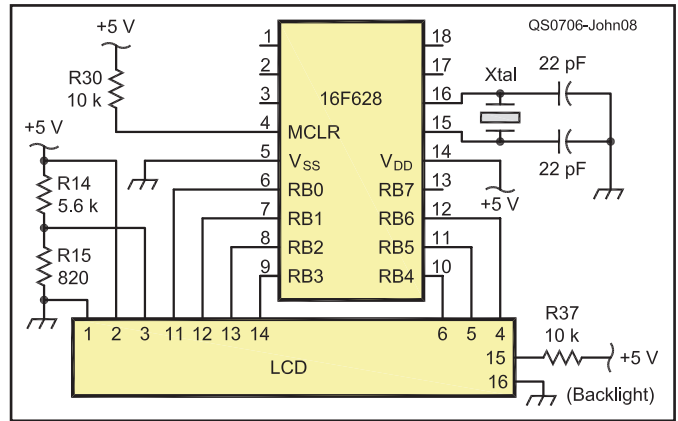 QS0706-John08
+5 V
R30
10 k
+5 V
R14
5.6 k
R15
820
16F628
1
2
3
4 MCLR
5 VSS
6 RB0
7 RB1
8 RB2
9 RB3
18
17
16
15
VDD 14
RB7 13
RB6 12
RB5 11
RB4 10
Xtal
22 pF
22 pF
+5 V
1 2 3 11 12 13 14 6 5 4
LCD
15
16
R37
10 k
+5 V
(Backlight)